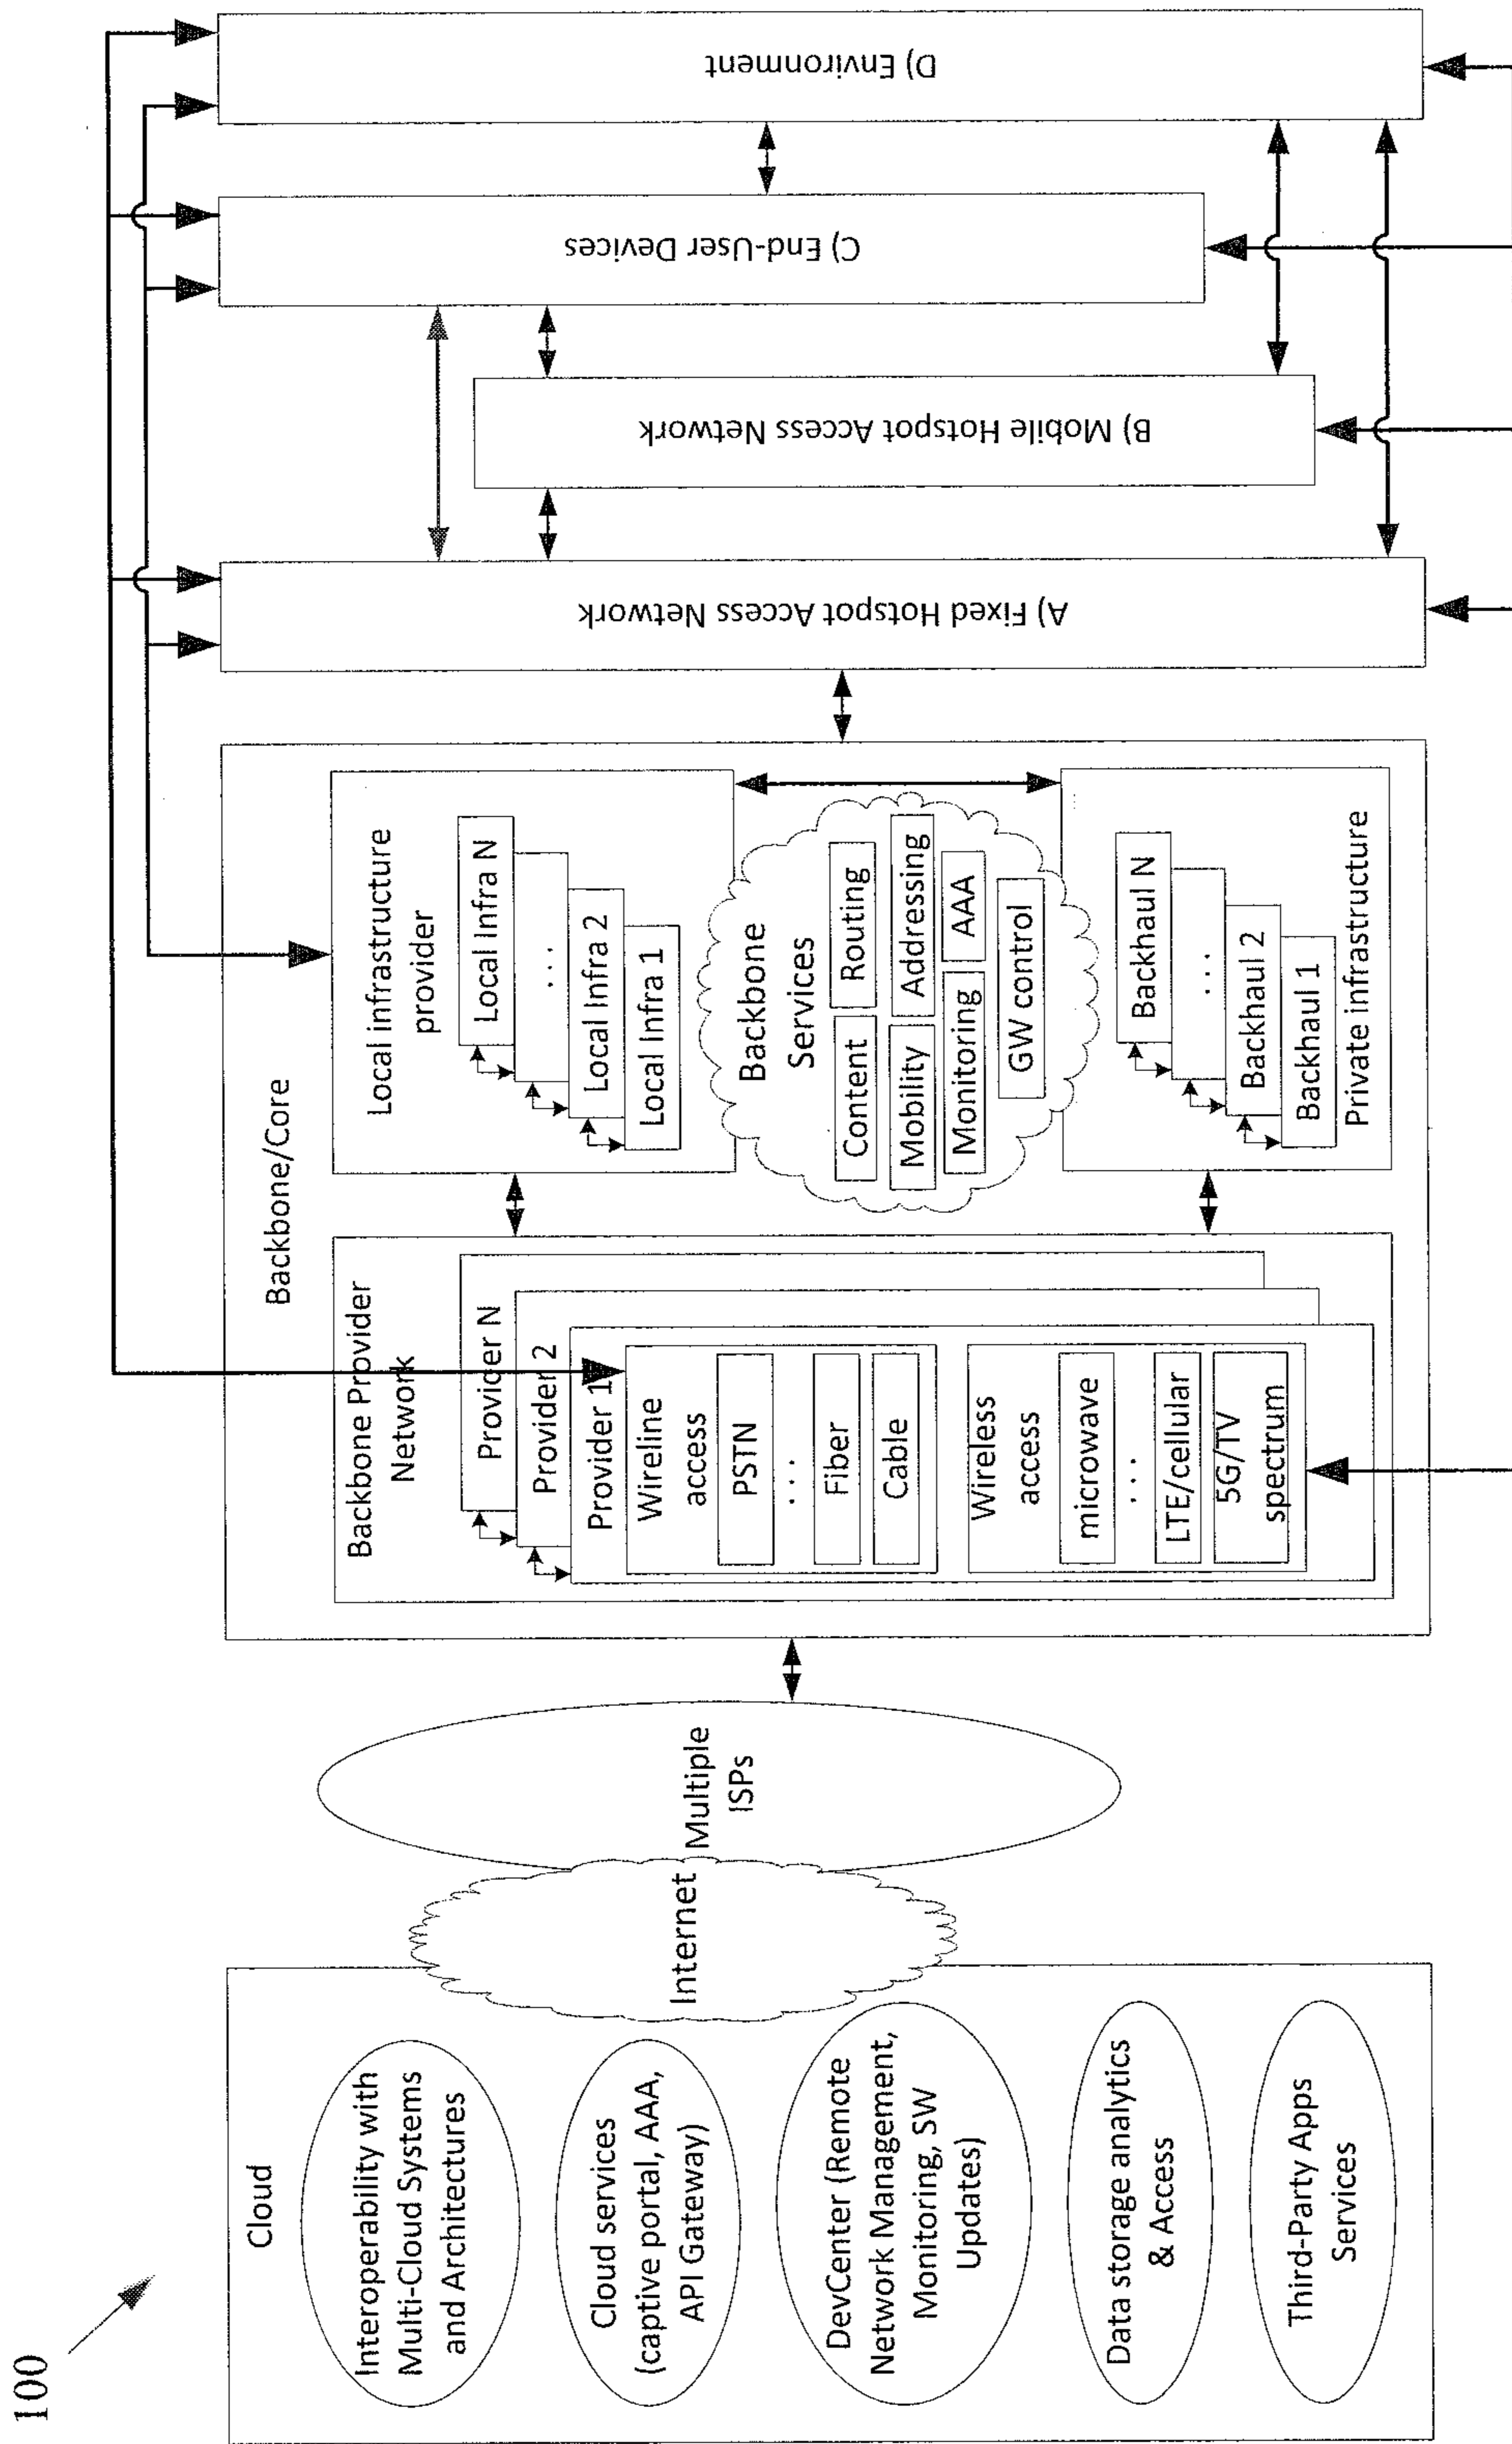 100
Cloud
Interoperability with
Multi-Cloud Systems
and Architectures
Cloud services
(captive portal, AAA,
API Gateway)
DevCenter (Remote
Network Management,
Monitoring, SW
Updates)
Data storage analytics
& Access
Third-Party Apps
Services
Internet
Multiple
ISPs
Backbone/Core
Backbone Provider
Network
Provider N
Provider 2
Provider 1
Wireline
access
PSTN
...
Fiber
Cable
Wireless
access
microwave
...
LTE/cellular
5G/TV
spectrum
Local infrastructure
provider
Local Infra N
...
Local Infra 2
Local Infra 1
Backbone
Services
Content
Routing
Mobility
Addressing
Monitoring
AAA
GW control
Backhaul N
...
Backhaul 2
Backhaul 1
Private infrastructure
A) Fixed Hotspot Access Network
B) Mobile Hotspot Access Network
C) End-User Devices
D) Environment